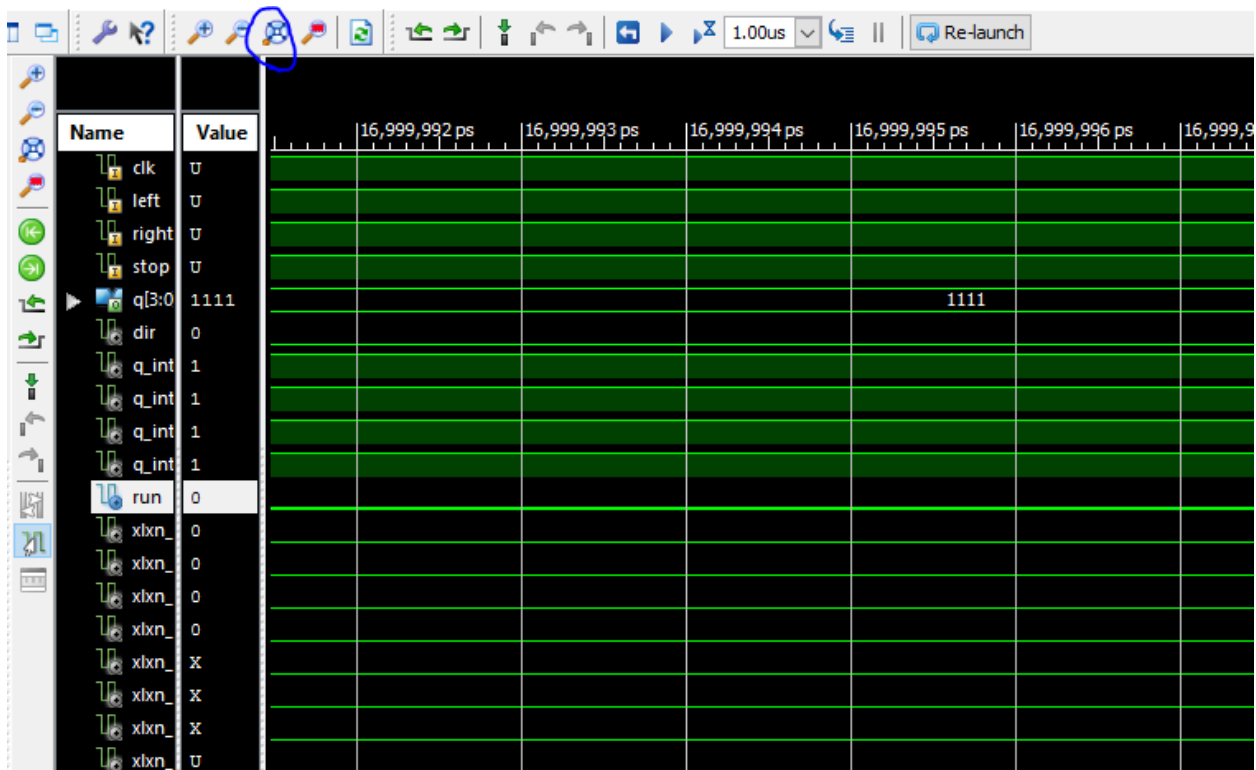 1.00us Re-launch
Name Value
16,999,992 ps 16,999,993 ps 16,999,994 ps 16,999,995 ps 16,999,996 ps 16,999,9
clk U
left U
right U
stop U
q[3:0 1111 1111
dir 0
q_int 1
q_int 1
q_int 1
q_int 1
run 0
xlxn_ 0
xlxn_ 0
xlxn_ 0
xlxn_ 0
xlxn_ X
xlxn_ X
xlxn_ X
xlxn_ U